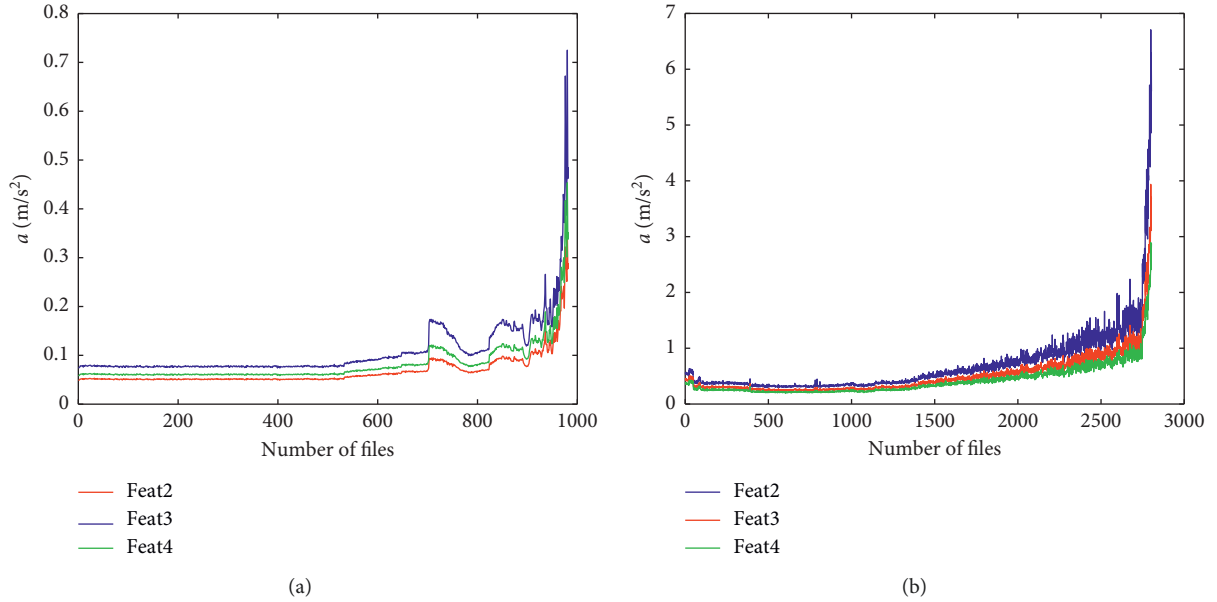 0.8
0.7
0.6
0.5
0.4
0.3
0.2
0.1
0
a (m/s²)
0 200 400 600 800 1000
Number of files
Feat2
Feat3
Feat4
(a)
7
6
5
4
3
2
1
0
a (m/s²)
0 500 1000 1500 2000 2500 3000
Number of files
Feat2
Feat3
Feat4
(b)